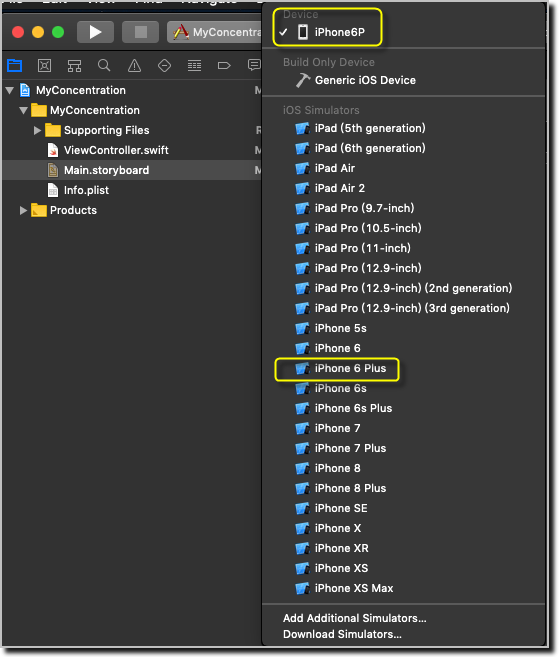 Device
MyConcentra
iPhone6P
Build Only Device
Generic iOS Device
MyConcentration
M
MyConcentration
M
Supporting Files
R
ViewController.swift
M
Main.storyboard
M
Info.plist
Products
iOS Simulators
iPad (5th generation)
iPad (6th generation)
iPad Air
iPad Air 2
iPad Pro (9.7-inch)
iPad Pro (10.5-inch)
iPad Pro (11-inch)
iPad Pro (12.9-inch)
iPad Pro (12.9-inch) (2nd generation)
iPad Pro (12.9-inch) (3rd generation)
iPhone 5s
iPhone 6
iPhone 6 Plus
iPhone 6s
iPhone 6s Plus
iPhone 7
iPhone 7 Plus
iPhone 8
iPhone 8 Plus
iPhone SE
iPhone X
iPhone XR
iPhone XS
iPhone XS Max
Add Additional Simulators...
Download Simulators...